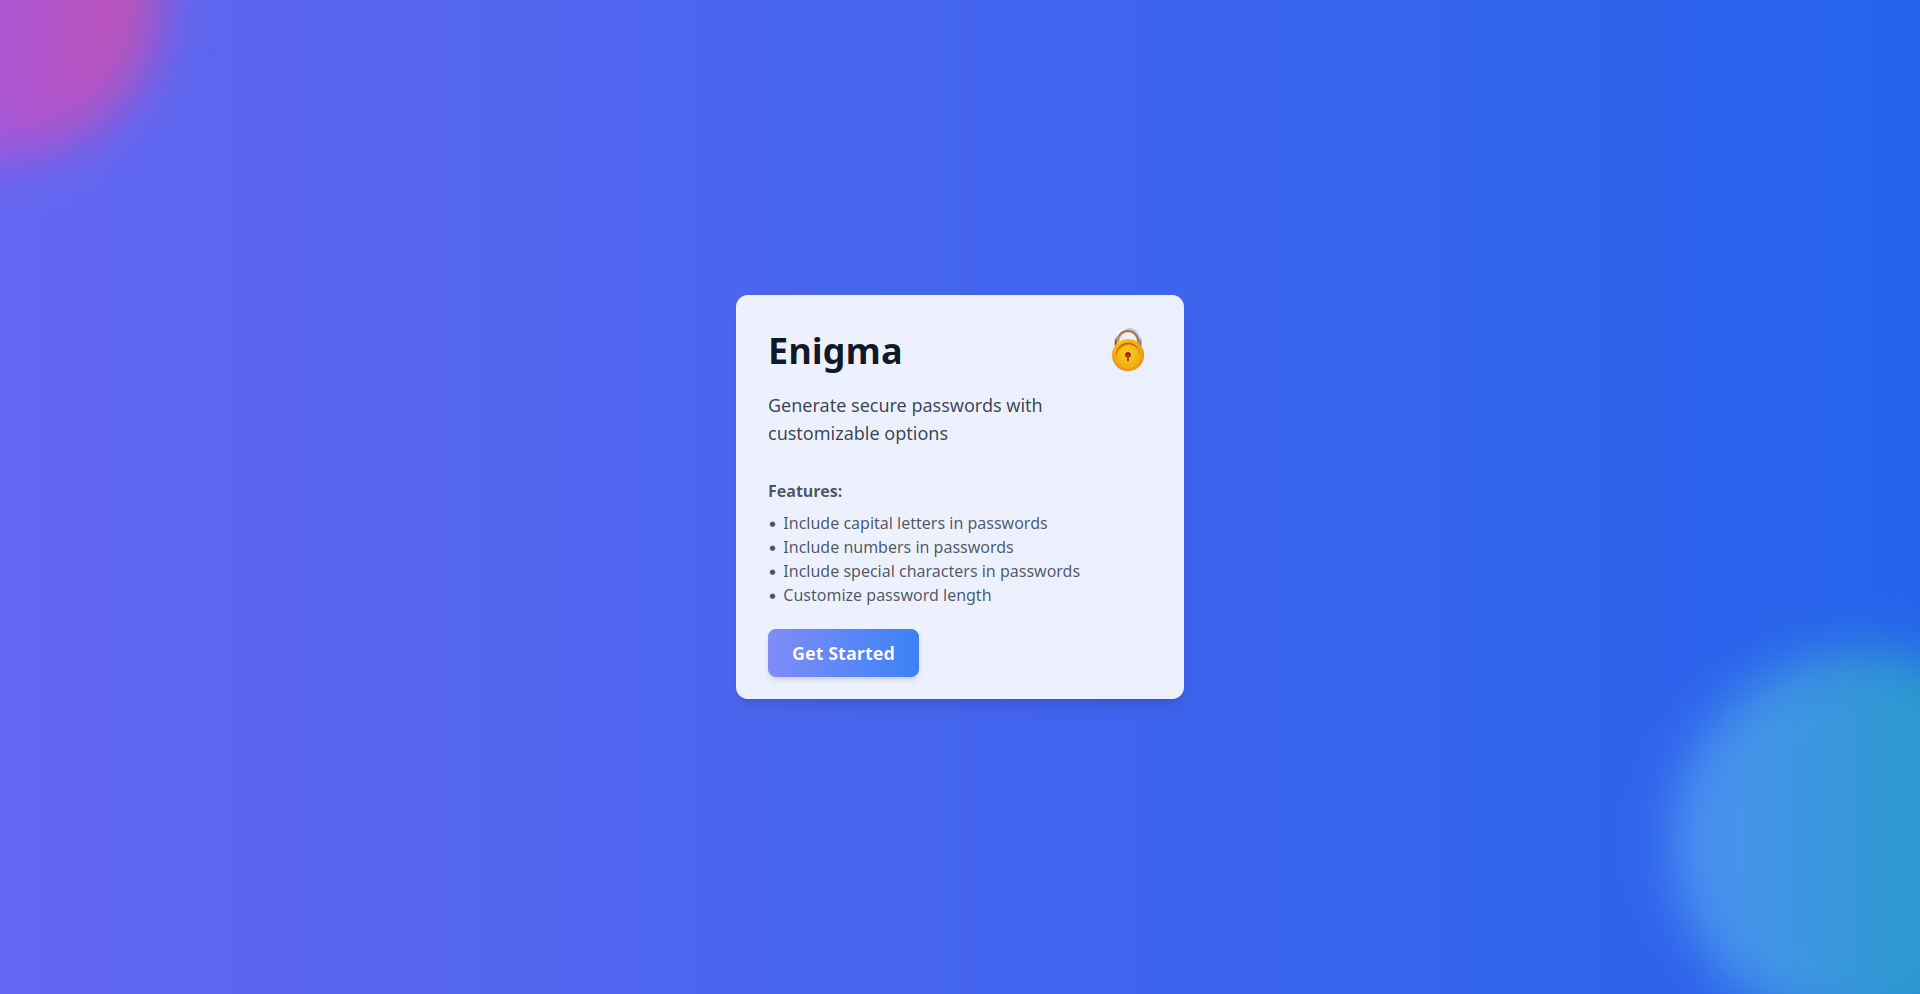 Enigma
Generate secure passwords with
customizable options
Features:
• Include capital letters in passwords
• Include numbers in passwords
• Include special characters in passwords
• Customize password length
Get Started